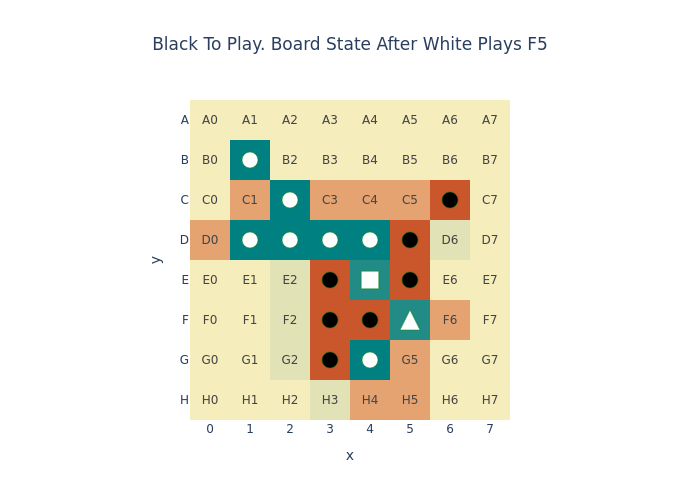 Black To Play. Board State After White Plays F5
A A0 A1 A2 A3 A4 A5 A6 A7
B B0 B2 B3 B4 B5 B6 B7
C C0 C1 C3 C4 C5 C7
D D0 D6 D7
y
E E0 E1 E2 E6 E7
F F0 F1 F2 F6 F7
G G0 G1 G2 G5 G6 G7
H H0 H1 H2 H3 H4 H5 H6 H7
0 1 2 3 4 5 6 7
x